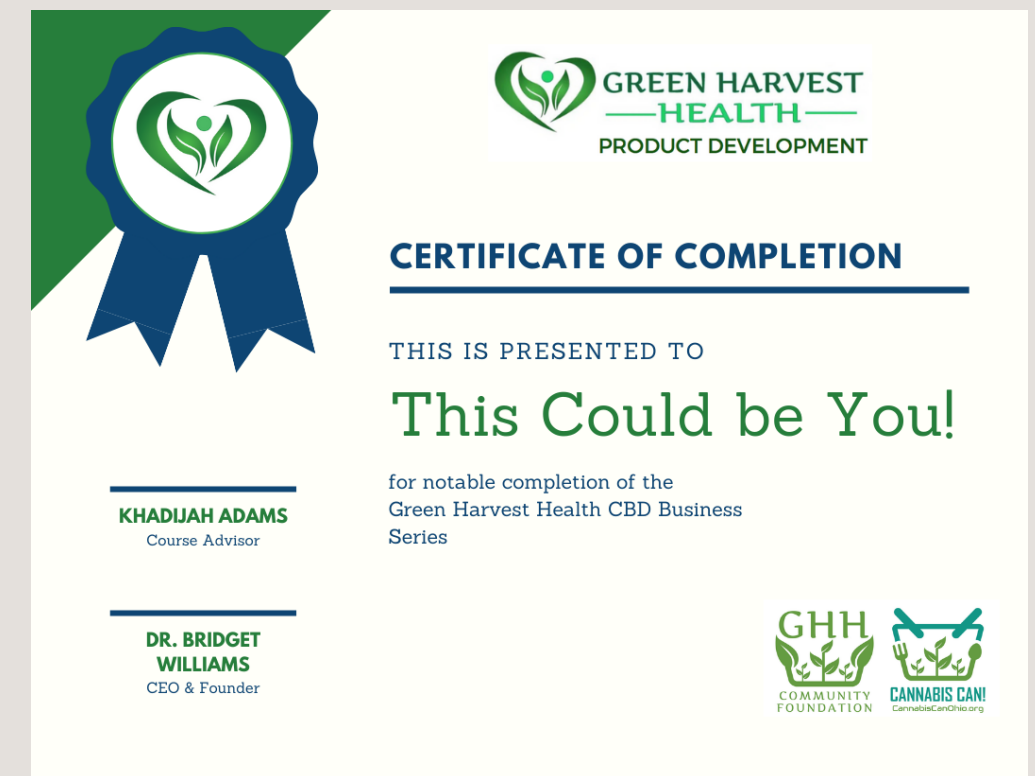 GREEN HARVEST
HEALTH
PRODUCT DEVELOPMENT
CERTIFICATE OF COMPLETION
THIS IS PRESENTED TO
This Could be You!
for notable completion of the
Green Harvest Health CBD Business
Series
KHADIJAH ADAMS
Course Advisor
DR. BRIDGET
WILLIAMS
CEO & Founder
GHH
COMMUNITY
FOUNDATION
CANNABIS CAN!
CannabisCanOhio.org